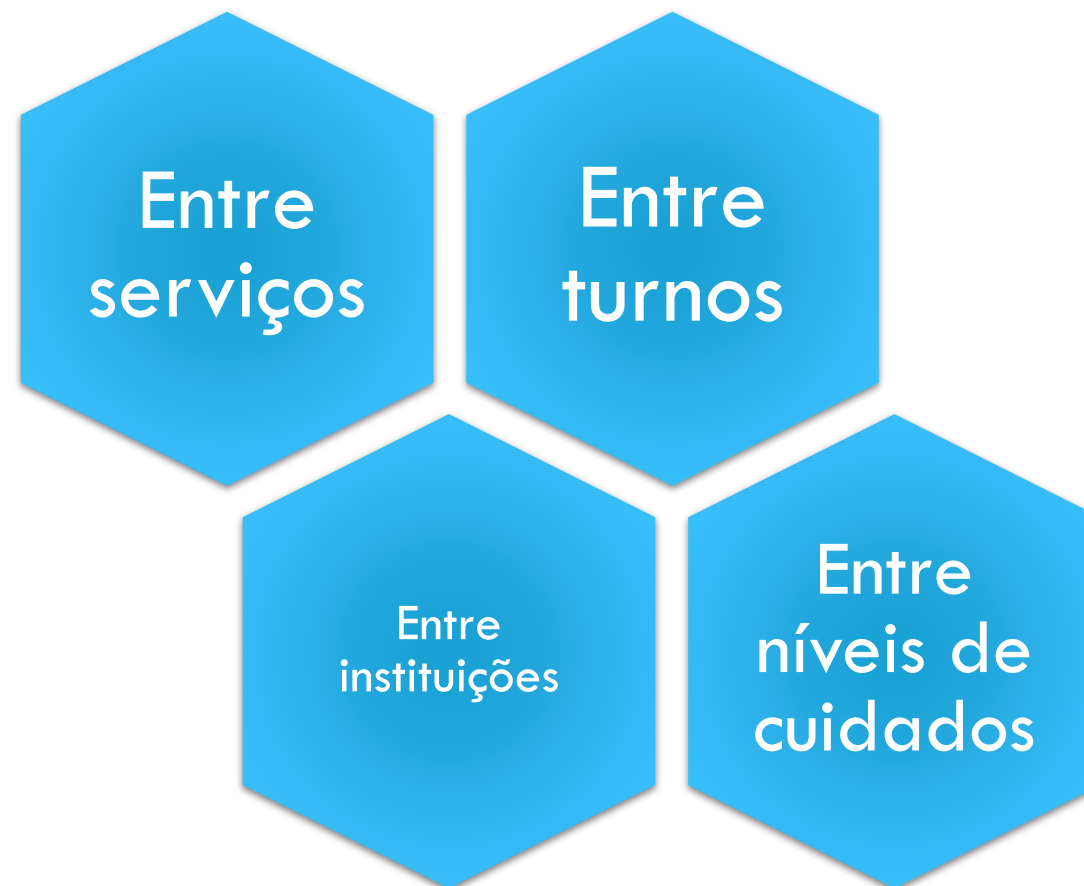 Entre
serviços
Entre
turnos
Entre
instituições
Entre
níveis de
cuidados